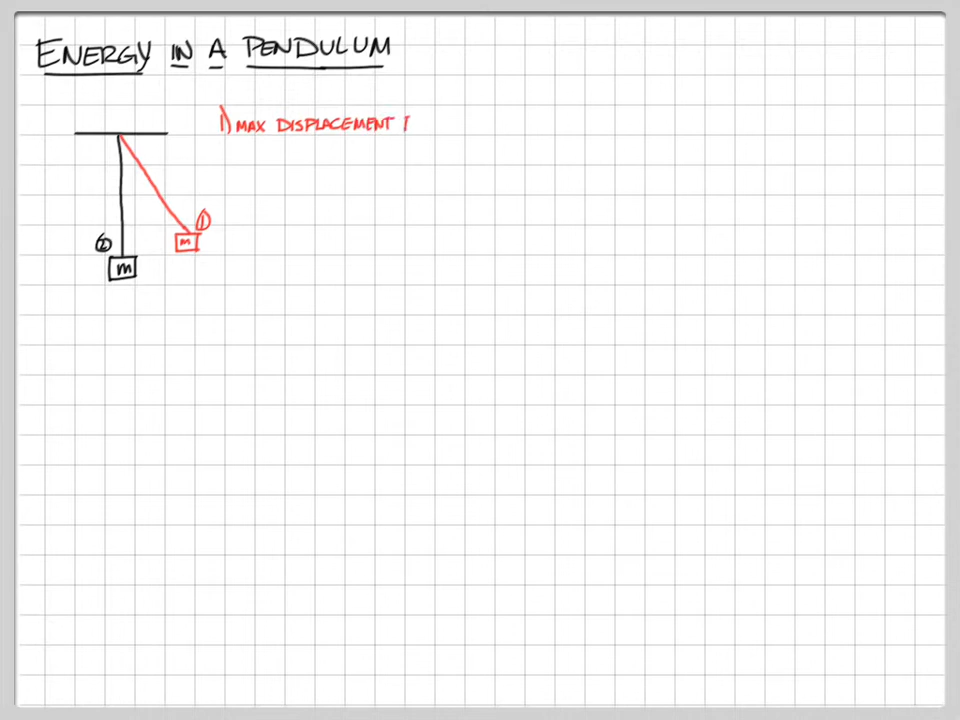 ENERGY IN A PENDULUM
1) MAX DISPLACEMENT
①
m
②
m